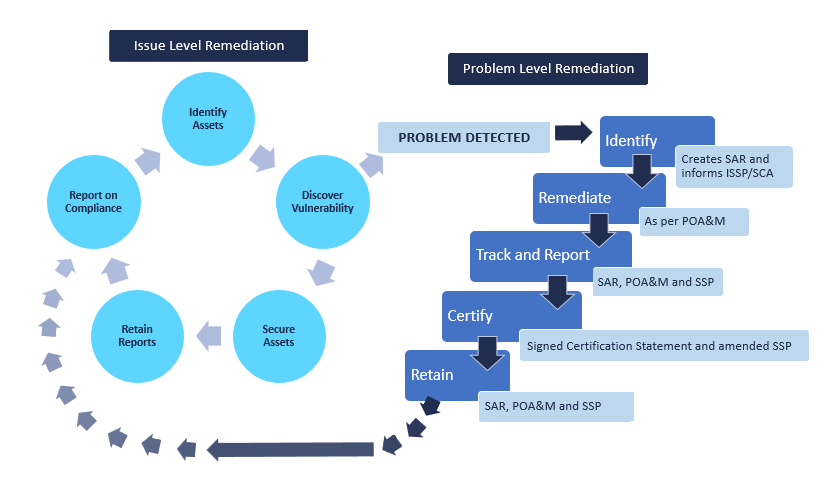 Issue Level Remediation
Problem Level Remediation
Identify
Assets
PROBLEM DETECTED
Identify
Creates SAR and
informs ISSP/SCA
Report on
Compliance
Discover
Vulnerability
Remediate
As per POA&M
Track and Report
SAR, POA&M and SSP
Retain
Reports
Secure
Assets
Certify
Signed Certification Statement and amended SSP
Retain
SAR, POA&M and SSP